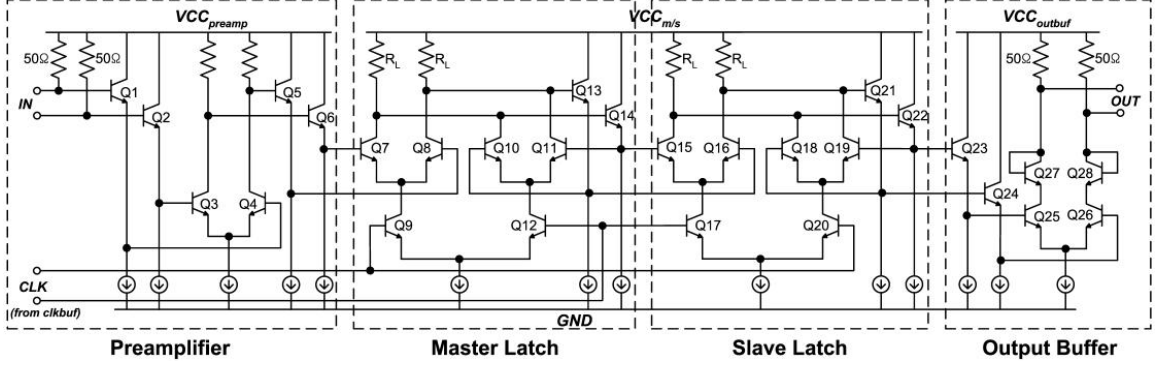 VCCpreamp VCCm/s VCCoutbuf
50Ω 50Ω RL RL RL RL 50Ω 50Ω
Q1 Q5 Q13 Q21
IN OUT
Q2 Q6 Q14 Q22
Q7 Q8 Q10 Q11 Q15 Q16 Q18 Q19 Q23
Q27 Q28
Q3 Q4 Q24
Q9 Q12 Q17 Q20 Q25 Q26
CLK
(from clkbuf)
GND
Preamplifier Master Latch Slave Latch Output Buffer